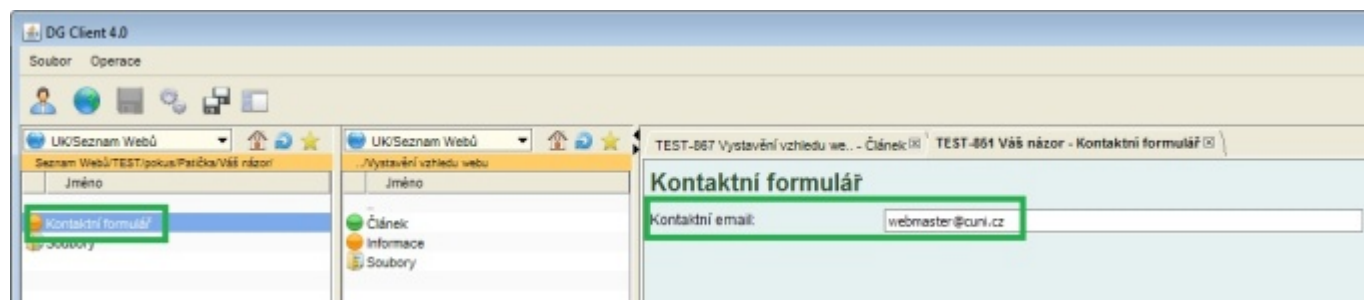 DG Client 4.0
Soubor Operace
UK/Seznam Webů
Seznam Webů/TEST/pokus/Patička/Váš názor/
Jméno
Kontaktní formulář
Soubory
UK/Seznam Webů
../Vystavění vzhledu webu
Jméno
..
Článek
Informace
Soubory
TEST-867 Vystavění vzhledu we.. - Článek TEST-861 Váš názor - Kontaktní formulář
Kontaktní formulář
Kontaktní email: webmaster@cuni.cz